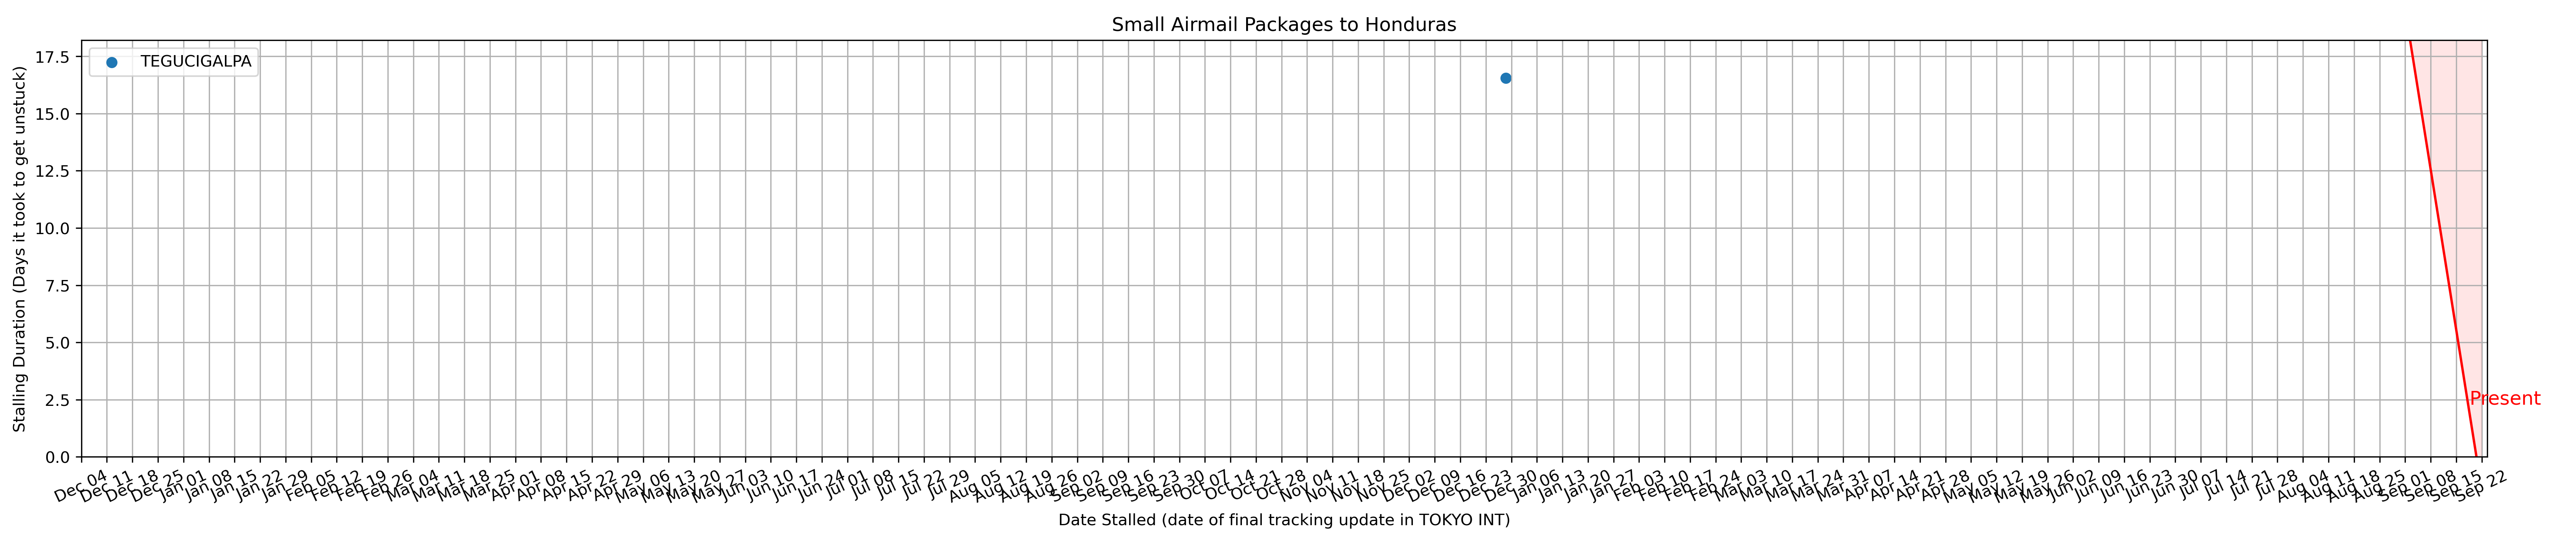 Small Airmail Packages to Honduras
TEGUCIGALPA
Stalling Duration (Days it took to get unstuck)
17.5
15.0
12.5
10.0
7.5
5.0
2.5
0.0
Present
Dec 04 Dec 11 Dec 18 Dec 25 Jan 01 Jan 08 Jan 15 Jan 22 Jan 29 Feb 05 Feb 12 Feb 19 Feb 26 Mar 04 Mar 11 Mar 18 Mar 25 Apr 01 Apr 08 Apr 15 Apr 22 Apr 29 May 06 May 13 May 20 May 27 Jun 03 Jun 10 Jun 17 Jun 24 Jul 01 Jul 08 Jul 15 Jul 22 Jul 29 Aug 05 Aug 12 Aug 19 Aug 26 Sep 02 Sep 09 Sep 16 Sep 23 Sep 30 Oct 07 Oct 14 Oct 21 Oct 28 Nov 04 Nov 11 Nov 18 Nov 25 Dec 02 Dec 09 Dec 16 Dec 23 Dec 30 Jan 06 Jan 13 Jan 20 Jan 27 Feb 03 Feb 10 Feb 17 Feb 24 Mar 03 Mar 10 Mar 17 Mar 24 Mar 31 Apr 07 Apr 14 Apr 21 Apr 28 May 05 May 12 May 19 May 26 Jun 02 Jun 09 Jun 16 Jun 23 Jun 30 Jul 07 Jul 14 Jul 21 Jul 28 Aug 04 Aug 11 Aug 18 Aug 25 Sep 01 Sep 08 Sep 15 Sep 22
Date Stalled (date of final tracking update in TOKYO INT)